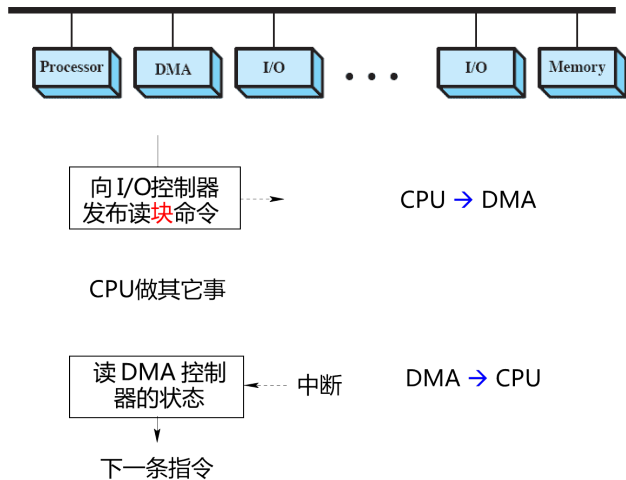 Processor DMA I/O • • • I/O Memory
向 I/O控制器
发布读块命令
CPU → DMA
CPU做其它事
读 DMA 控制
器的状态
中断
DMA → CPU
下一条指令